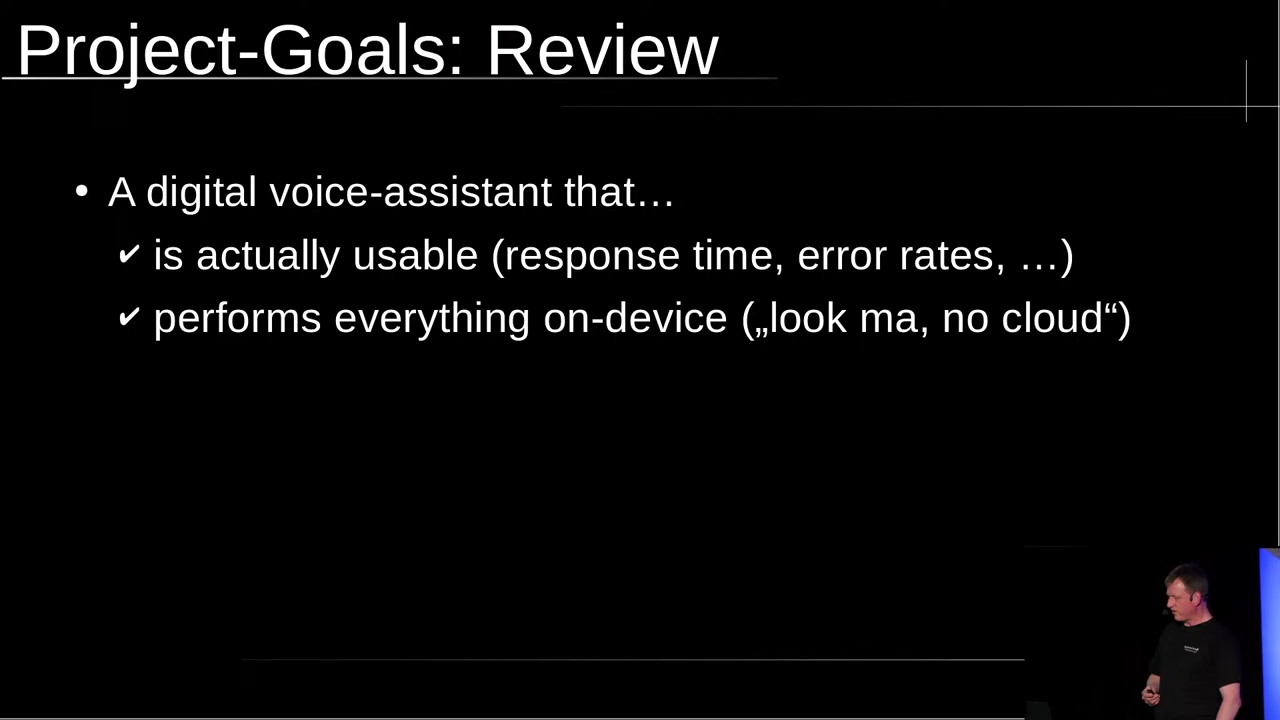 Project-Goals: Review
• A digital voice-assistant that…
✔ is actually usable (response time, error rates, …)
✔ performs everything on-device („look ma, no cloud“)